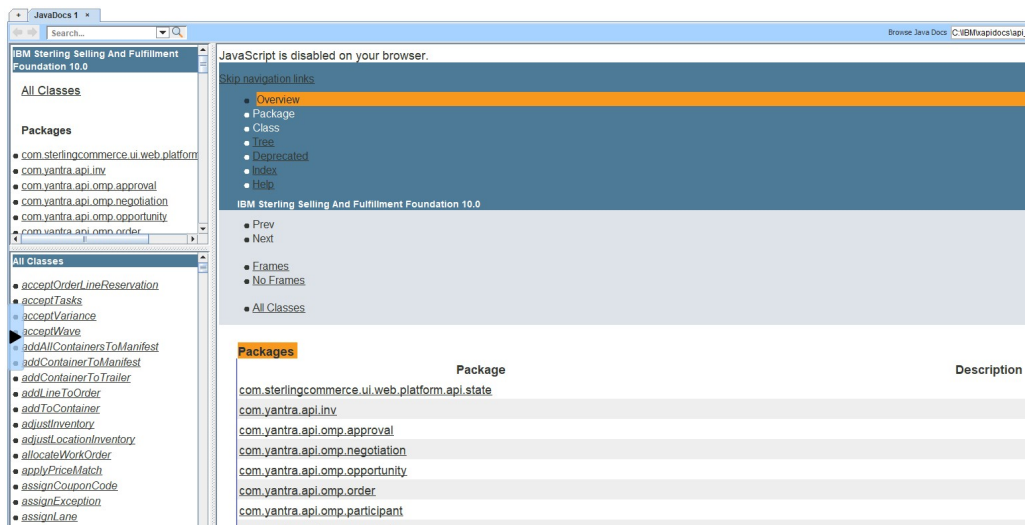 JavaDocs 1 ×
Search...
Browse Java Docs C:\IBM\xapidocs\api_
IBM Sterling Selling And Fulfillment
Foundation 10.0
All Classes
Packages
com.sterlingcommerce.ui.web.platform
com.yantra.api.inv
com.yantra.api.omp.approval
com.yantra.api.omp.negotiation
com.yantra.api.omp.opportunity
com.yantra.api.omp.order
All Classes
acceptOrderLineReservation
acceptTasks
acceptVariance
acceptWave
addAllContainersToManifest
addContainerToManifest
addContainerToTrailer
addLineToOrder
addToContainer
adjustInventory
adjustLocationInventory
allocateWorkOrder
applyPriceMatch
assignCouponCode
assignException
assignLane
JavaScript is disabled on your browser.
Skip navigation links
Overview
Package
Class
Tree
Deprecated
Index
Help
IBM Sterling Selling And Fulfillment Foundation 10.0
Prev
Next
Frames
No Frames
All Classes
Packages
Package Description
com.sterlingcommerce.ui.web.platform.api.state
com.yantra.api.inv
com.yantra.api.omp.approval
com.yantra.api.omp.negotiation
com.yantra.api.omp.opportunity
com.yantra.api.omp.order
com.yantra.api.omp.participant